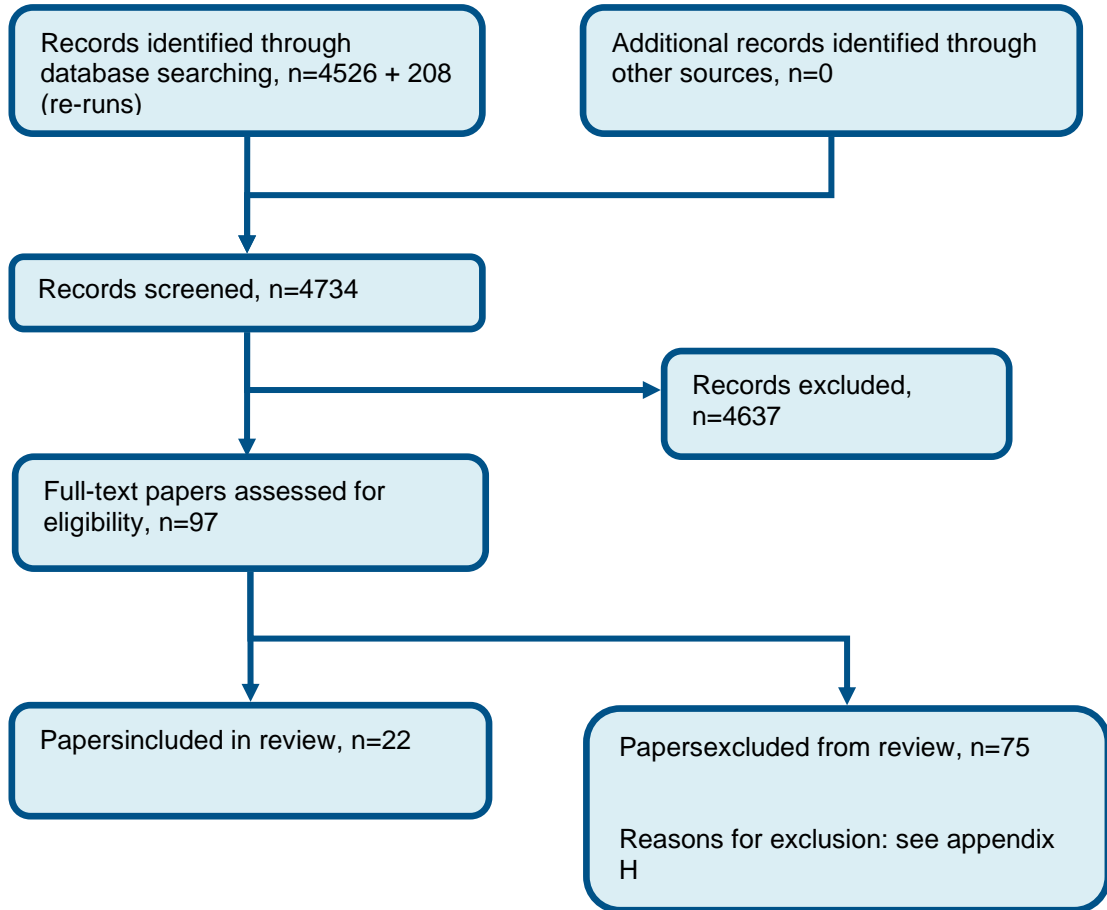 Records identified through
database searching, n=4526 + 208
(re-runs)
Additional records identified through
other sources, n=0
Records screened, n=4734
Records excluded,
n=4637
Full-text papers assessed for
eligibility, n=97
Papersincluded in review, n=22
Papersexcluded from review, n=75
Reasons for exclusion: see appendix
H